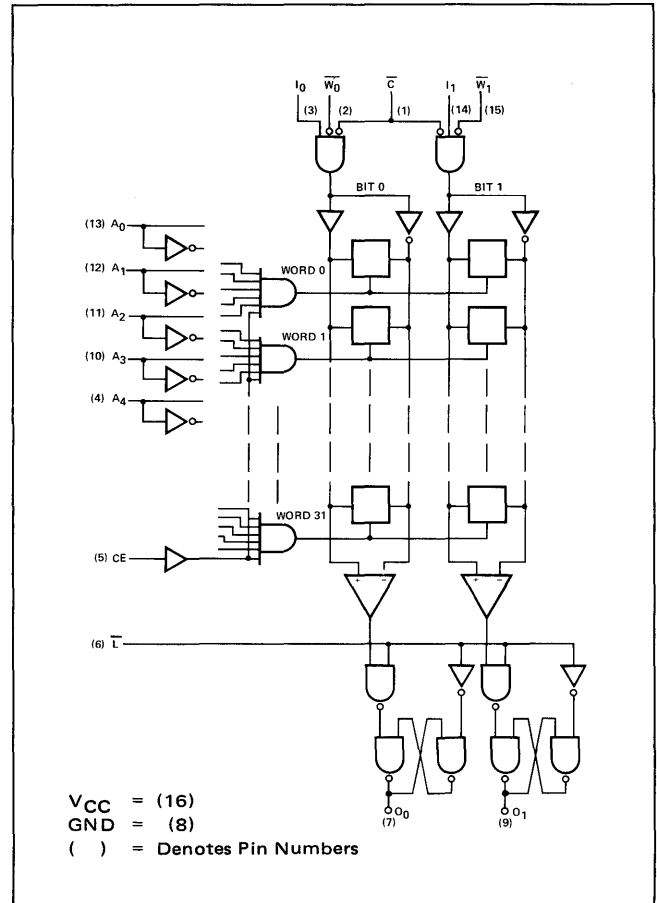 I0 W̅0̅ C̅ I1 W̅1̅
(3) (2) (1) (14) (15)
BIT 0 BIT 1
(13) A0
(12) A1
WORD 0
(11) A2
WORD 1
(10) A3
(4) A4
WORD 31
(5) CE
+ − + −
(6) L̅
O0 O1
(7) (9)
VCC = (16)
GND = (8)
( ) = Denotes Pin Numbers